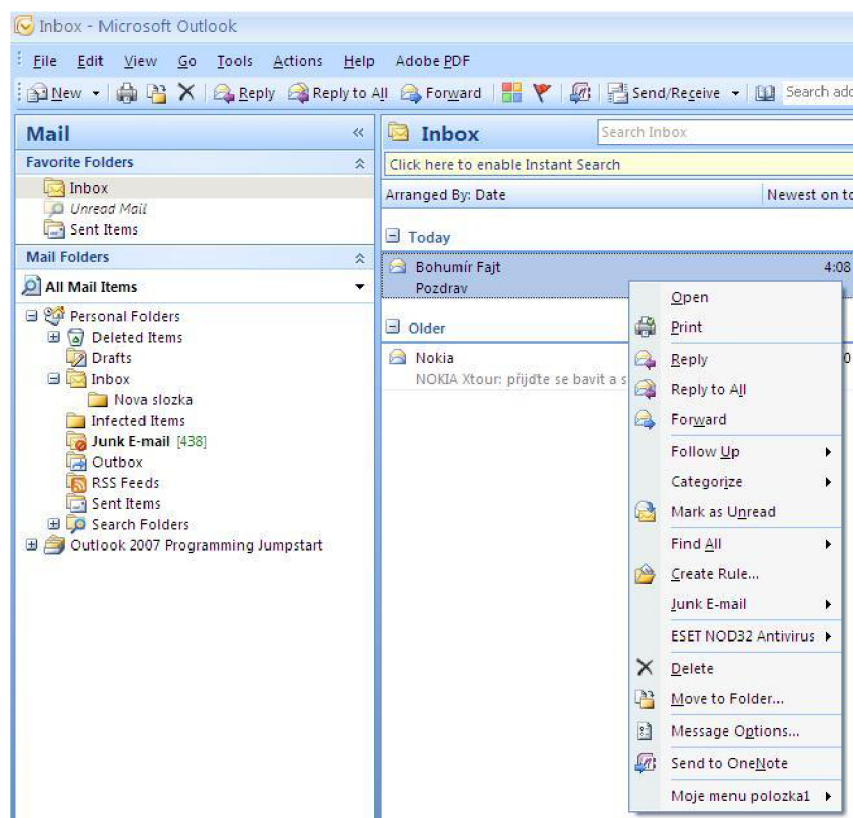 Inbox - Microsoft Outlook
File Edit View Go Tools Actions Help Adobe PDF
New Reply Reply to All Forward Send/Receive Search add
Mail
Favorite Folders
Inbox
Unread Mail
Sent Items
Mail Folders
All Mail Items
Personal Folders
Deleted Items
Drafts
Inbox
Nova slozka
Infected Items
Junk E-mail [438]
Outbox
RSS Feeds
Sent Items
Search Folders
Outlook 2007 Programming Jumpstart
Inbox Search Inbox
Click here to enable Instant Search
Arranged By: Date Newest on to
Today
Bohumír Fajt 4:08
Pozdrav
Older
Nokia 0
NOKIA Xtour: přijďte se bavit a s
Open
Print
Reply
Reply to All
Forward
Follow Up
Categorize
Mark as Unread
Find All
Create Rule...
Junk E-mail
ESET NOD32 Antivirus
Delete
Move to Folder...
Message Options...
Send to OneNote
Moje menu polozka1